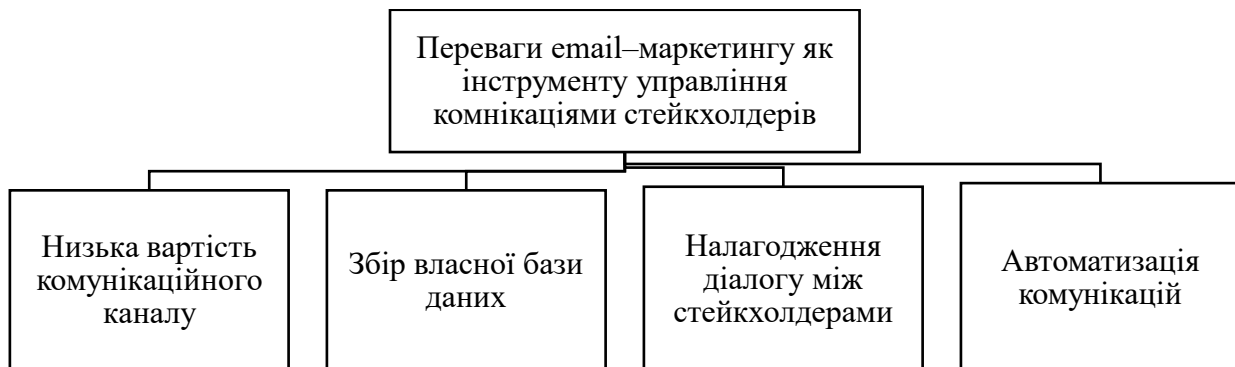 Переваги email–маркетингу як
інструменту управління
комнікаціями стейкхолдерів
Низька вартість
комунікаційного
каналу
Збір власної бази
даних
Налагодження
діалогу між
стейкхолдерами
Автоматизація
комунікацій